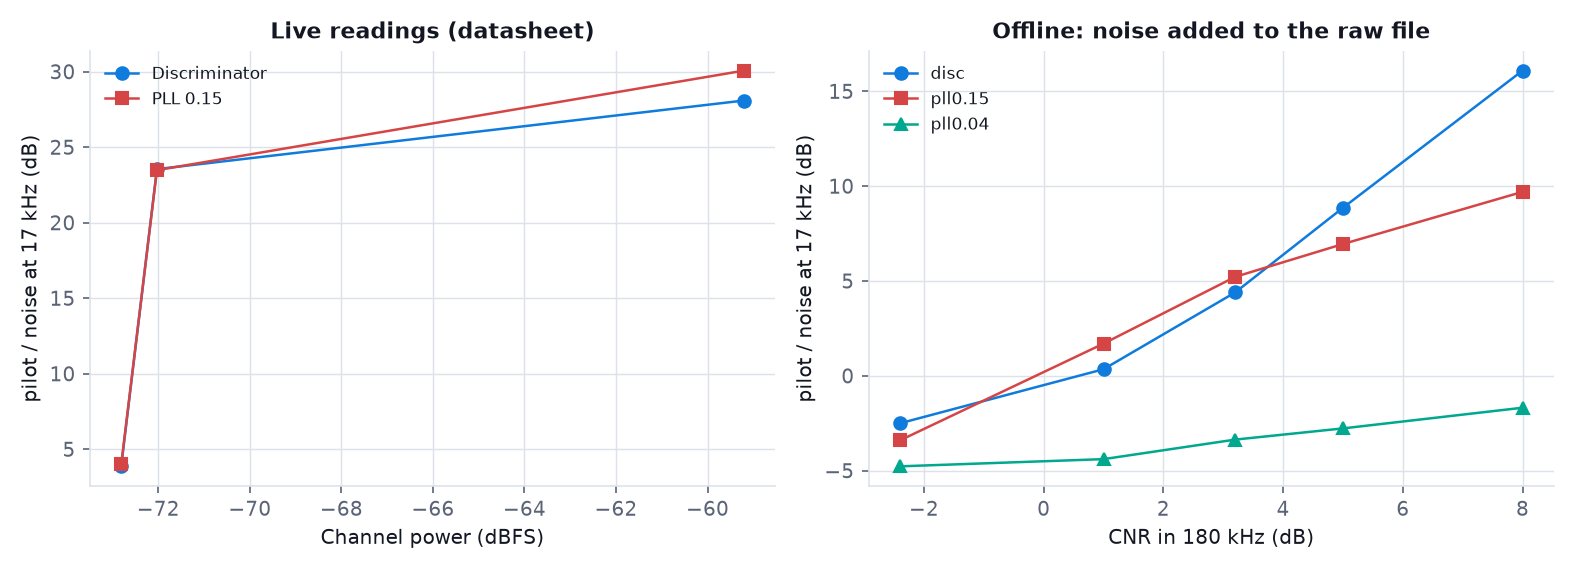 Live readings (datasheet)
Discriminator
PLL 0.15
30
25
20
15
10
5
pilot / noise at 17 kHz (dB)
−72
−70
−68
−66
−64
−62
−60
Channel power (dBFS)
Offline: noise added to the raw file
disc
pll0.15
pll0.04
15
10
5
0
−5
pilot / noise at 17 kHz (dB)
−2
0
2
4
6
8
CNR in 180 kHz (dB)